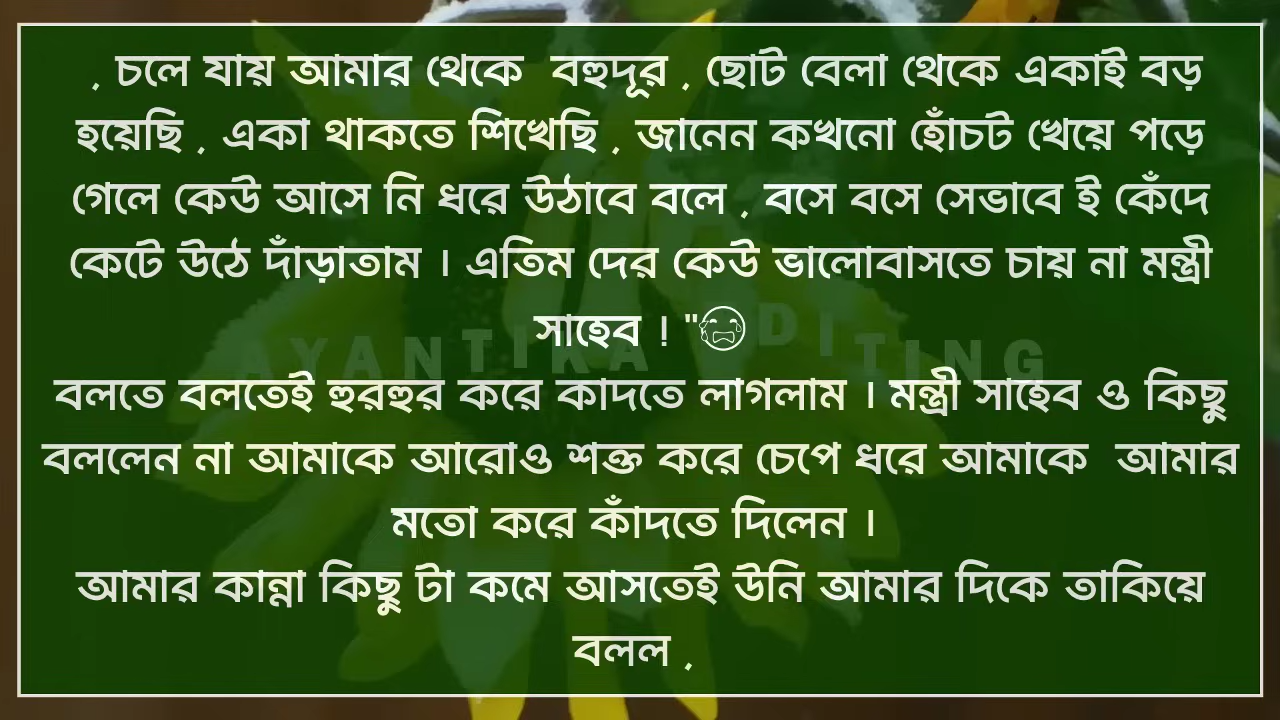 , চলে যায় আমার থেকে  বহুদূর , ছোট বেলা থেকে একাই বড়
হয়েছি , একা থাকতে শিখেছি , জানেন কখনো হোঁচট খেয়ে পড়ে
গেলে কেউ আসে নি ধরে উঠাবে বলে , বসে বসে সেভাবে ই কেঁদে
কেটে উঠে দাঁড়াতাম । এতিম দের কেউ ভালোবাসতে চায় না মন্ত্রী
সাহেব ! "😭
AYANTIKA EDITING
বলতে বলতেই হুরহুর করে কাদতে লাগলাম । মন্ত্রী সাহেব ও কিছু
বললেন না আমাকে আরোও শক্ত করে চেপে ধরে আমাকে  আমার
মতো করে কাঁদতে দিলেন ।
আমার কান্না কিছু টা কমে আসতেই উনি আমার দিকে তাকিয়ে
বলল ,